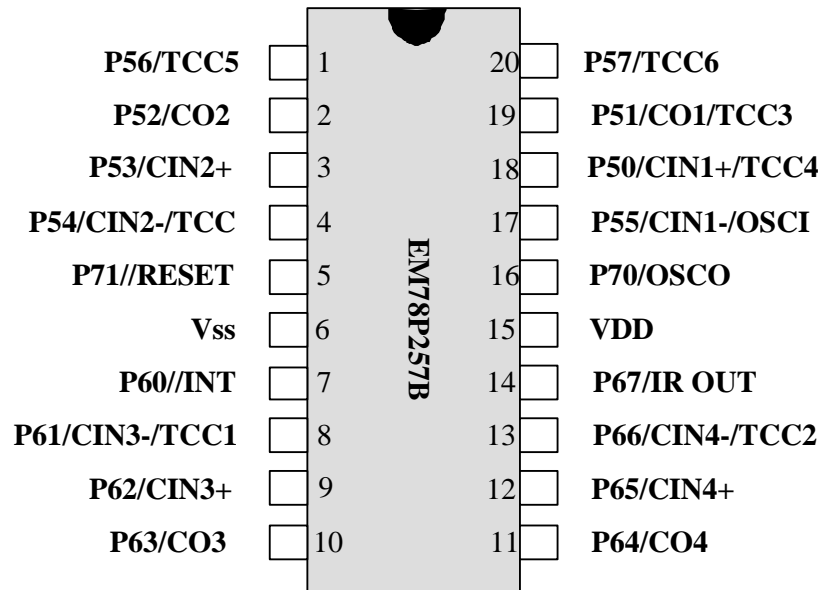 P56/TCC5 1 20 P57/TCC6
P52/CO2 2 19 P51/CO1/TCC3
P53/CIN2+ 3 18 P50/CIN1+/TCC4
P54/CIN2-/TCC 4 17 P55/CIN1-/OSCI
P71//RESET 5 16 P70/OSCO
Vss 6 15 VDD
P60//INT 7 14 P67/IR OUT
P61/CIN3-/TCC1 8 13 P66/CIN4-/TCC2
P62/CIN3+ 9 12 P65/CIN4+
P63/CO3 10 11 P64/CO4
EM78P257B